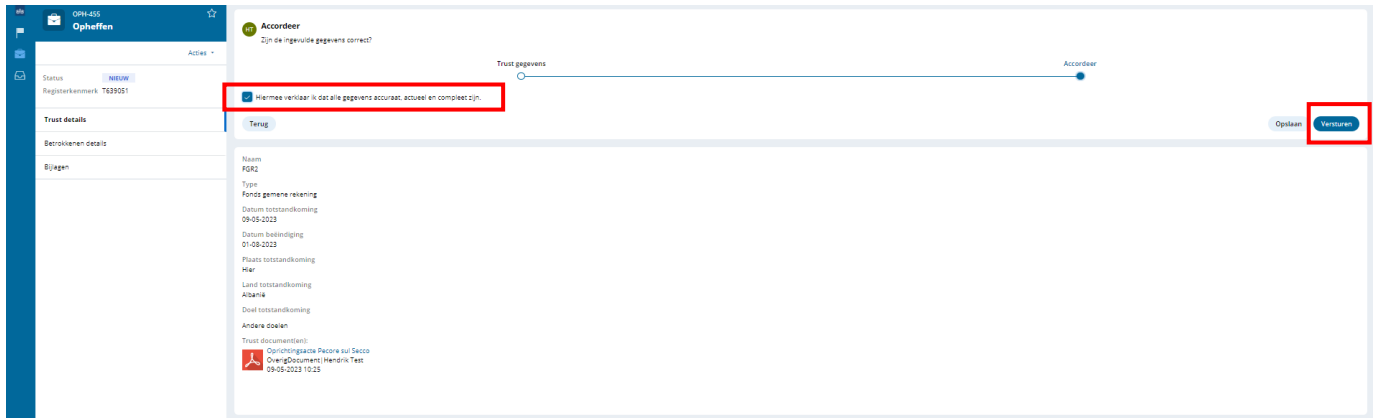 OPH-455
Opheffen
Acties
Status NIEUW
Registerkenmerk T639051
Trust details
Betrokkenen details
Bijlagen
HT
Accordeer
Zijn de ingevulde gegevens correct?
Trust gegevens
Accordeer
Hiermee verklaar ik dat alle gegevens accuraat, actueel en compleet zijn.
Terug
Opslaan
Versturen
Naam
FGR2
Type
Fonds gemene rekening
Datum totstandkoming
09-05-2023
Datum beëindiging
01-08-2023
Plaats totstandkoming
Hier
Land totstandkoming
Albanië
Doel totstandkoming
Andere doelen
Trust document(en):
Oprichtingsacte Pecore sul Secco
OverigDocument| Hendrik Test
09-05-2023 10:25